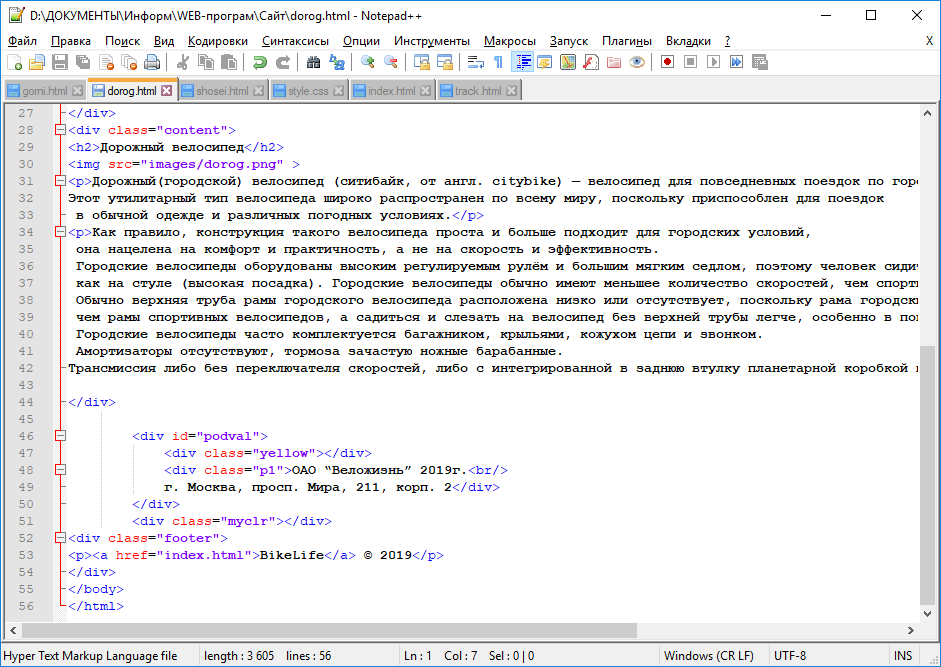 D:\ДОКУМЕНТЫ\Информ\WEB-програм\Сайт\dorog.html - Notepad++
Файл Правка Поиск Вид Кодировки Синтаксисы Опции Инструменты Макросы Запуск Плагины Вкладки ? X
gorni.html dorog.html shosei.html style.css index.html track.html
27 </div>
28 <div class="content">
29 <h2>Дорожный велосипед</h2>
30 <img src="images/dorog.png" >
31 <p>Дорожный(городской) велосипед (ситибайк, от англ. citybike) — велосипед для повседневных поездок по
32 Этот утилитарный тип велосипеда широко распространен по всему миру, поскольку приспособлен для поездок
33 в обычной одежде и различных погодных условиях.</p>
34 <p>Как правило, конструкция такого велосипеда проста и больше подходит для городских условий,
35 она нацелена на комфорт и практичность, а не на скорость и эффективность.
36 Городские велосипеды оборудованы высоким регулируемым рулём и большим мягким седлом, поэтому человек
37 как на стуле (высокая посадка). Городские велосипеды обычно имеют меньшее количество скоростей, чем
38 Обычно верхняя труба рамы городского велосипеда расположена низко или отсутствует, поскольку рама
39 чем рамы спортивных велосипедов, а садиться и слезать на велосипед без верхней трубы легче, особенно в
40 Городские велосипеды часто комплектуется багажником, крыльями, кожухом цепи и звонком.
41 Амортизаторы отсутствуют, тормоза зачастую ножные барабанные.
42 Трансмиссия либо без переключателя скоростей, либо с интегрированной в заднюю втулку планетарной коробкой
43
44 </div>
45
46 <div id="podval">
47 <div class="yellow"></div>
48 <div class="p1">ОАО “Веложизнь” 2019г.<br/>
49 г. Москва, просп. Мира, 211, корп. 2</div>
50 </div>
51 <div class="myclr"></div>
52 <div class="footer">
53 <p><a href="index.html">BikeLife</a> © 2019</p>
54 </div>
55 </body>
56 </html>
Hyper Text Markup Language file length : 3 605 lines : 56 Ln : 1 Col : 7 Sel : 0 | 0 Windows (CR LF) UTF-8 INS